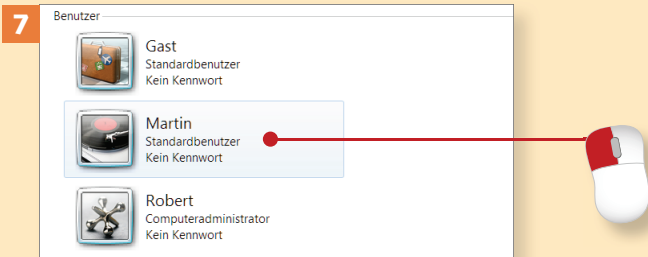 7
Benutzer
Gast
Standardbenutzer
Kein Kennwort
Martin
Standardbenutzer
Kein Kennwort
Robert
Computeradministrator
Kein Kennwort